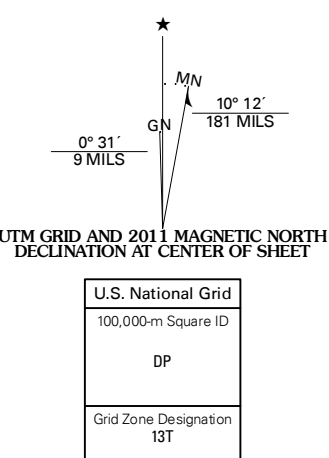 ★
MN
GN
0° 31´
9 MILS
10° 12´
181 MILS
UTM GRID AND 2011 MAGNETIC NORTH
DECLINATION AT CENTER OF SHEET
U.S. National Grid
100,000-m Square ID
DP
Grid Zone Designation
13T